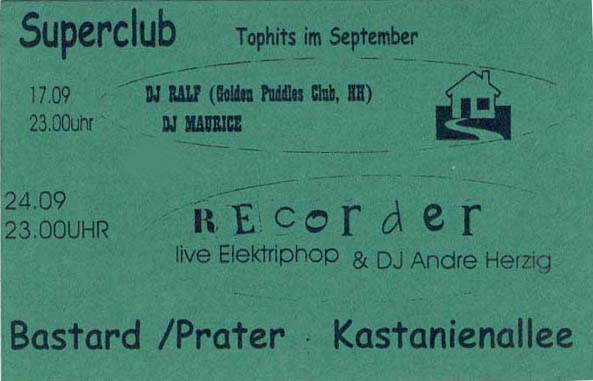 Superclub Tophits im September
17.09 DJ RALF (Golden Puddles Club, HH)
23.00uhr DJ MAURICE
24.09
23.00UHR REcorder
live Elektriphop & DJ Andre Herzig
Bastard /Prater · Kastanienallee